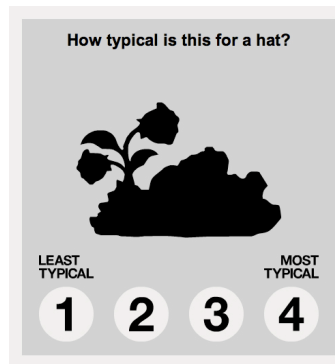 How typical is this for a hat?
LEAST MOST
TYPICAL TYPICAL
1 2 3 4